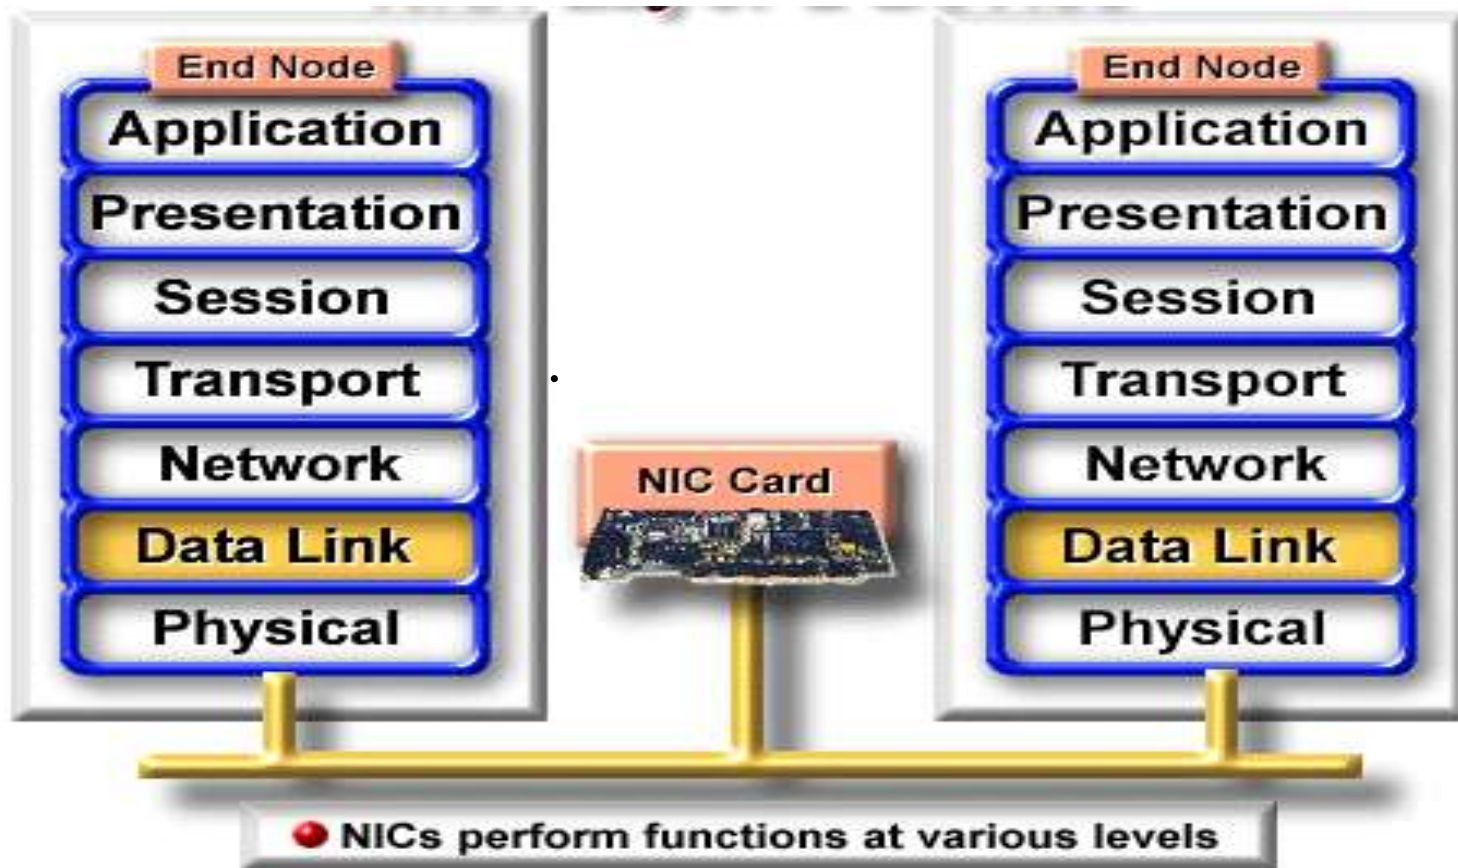 End Node
Application
Presentation
Session
Transport
Network
Data Link
Physical
NIC Card
End Node
Application
Presentation
Session
Transport
Network
Data Link
Physical
NICs perform functions at various levels